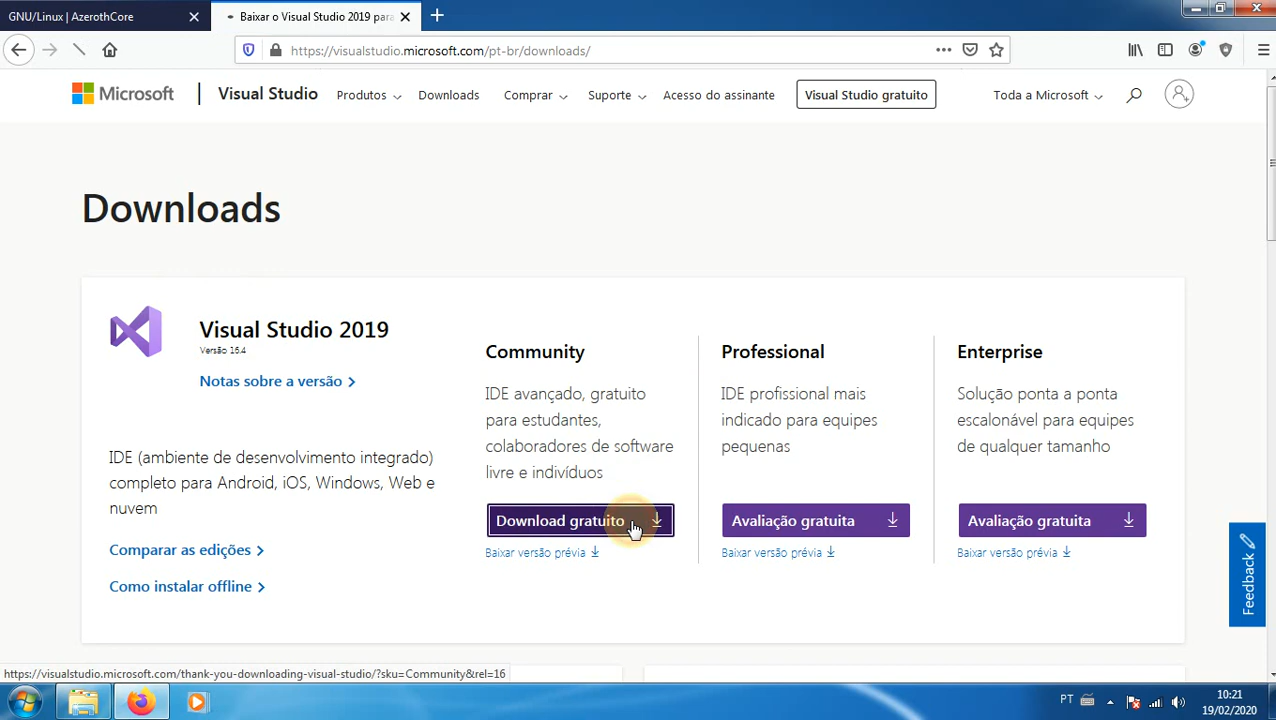 GNU/Linux | AzerothCore
Baixar o Visual Studio 2019 para
https://visualstudio.microsoft.com/pt-br/downloads/
Microsoft
Visual Studio
Produtos
Downloads
Comprar
Suporte
Acesso do assinante
Visual Studio gratuito
Toda a Microsoft
Downloads
Visual Studio 2019
Versão 16.4
Notas sobre a versão
IDE (ambiente de desenvolvimento integrado)
completo para Android, iOS, Windows, Web e
nuvem
Comparar as edições
Como instalar offline
Community
IDE avançado, gratuito
para estudantes,
colaboradores de software
livre e indivíduos
Download gratuito
Baixar versão prévia
Professional
IDE profissional mais
indicado para equipes
pequenas
Avaliação gratuita
Baixar versão prévia
Enterprise
Solução ponta a ponta
escalonável para equipes
de qualquer tamanho
Avaliação gratuita
Baixar versão prévia
Feedback
https://visualstudio.microsoft.com/thank-you-downloading-visual-studio/?sku=Community&rel=16
PT
10:21
19/02/2020